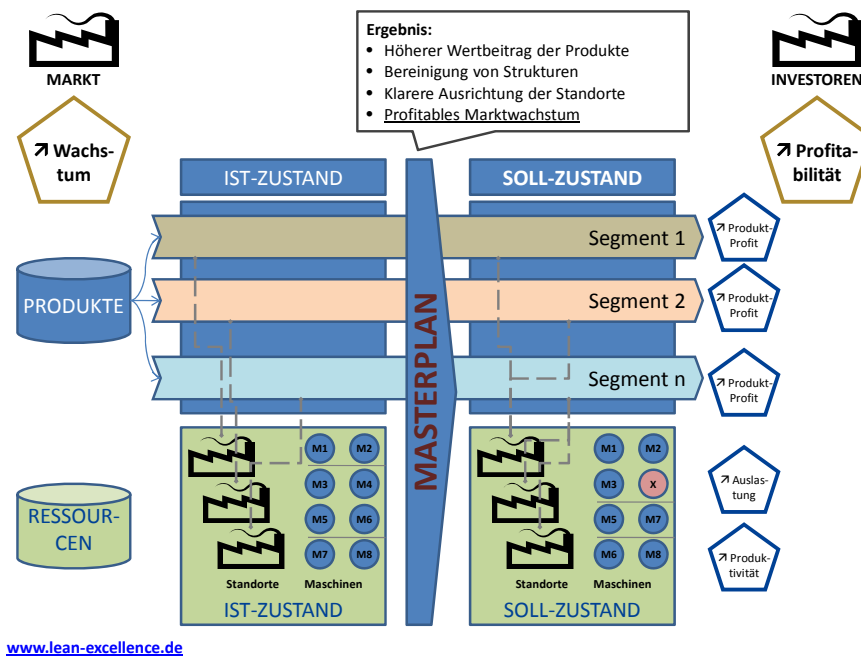 Ergebnis:
• Höherer Wertbeitrag der Produkte
• Bereinigung von Strukturen
• Klarere Ausrichtung der Standorte
• Profitables Marktwachstum
MARKT
INVESTOREN
Wachs-
tum
Profita-
bilität
IST-ZUSTAND
SOLL-ZUSTAND
MASTERPLAN
PRODUKTE
Segment 1
Produkt-
Profit
Segment 2
Produkt-
Profit
Segment n
Produkt-
Profit
RESSOUR-
CEN
M1 M2
M3 M4
M5 M6
M7 M8
Standorte Maschinen
IST-ZUSTAND
M1 M2
M3 X
M5 M7
M6 M8
Standorte Maschinen
SOLL-ZUSTAND
Auslas-
tung
Produk-
tivität
www.lean-excellence.de